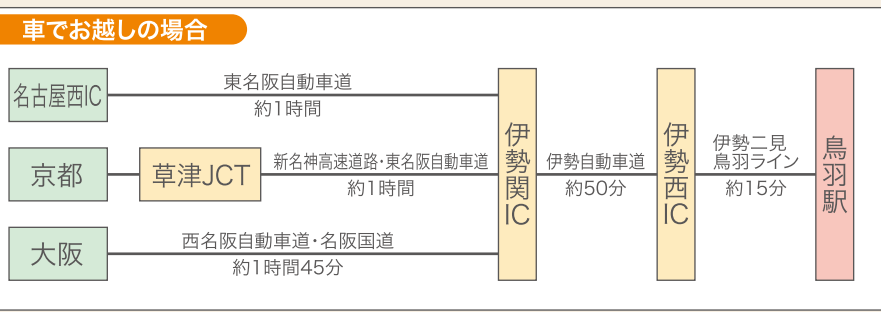 車でお越しの場合
名古屋西IC
東名阪自動車道
約1時間
京都
草津JCT
新名神高速道路・東名阪自動車道
約1時間
大阪
西名阪自動車道・名阪国道
約1時間45分
伊勢関IC
伊勢自動車道
約50分
伊勢西IC
伊勢二見
鳥羽ライン
約15分
鳥羽駅